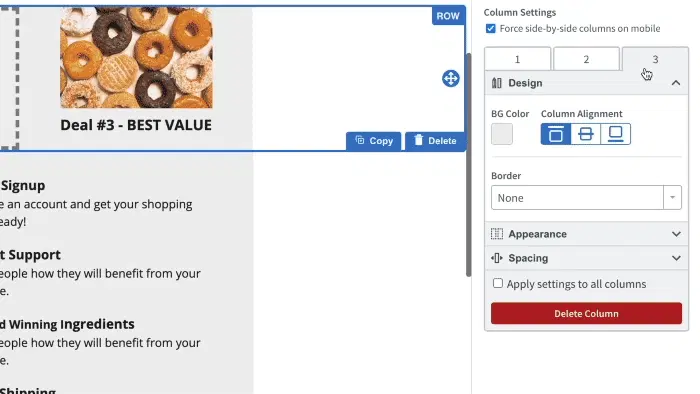 ROW
Deal #3 - BEST VALUE
Copy
Delete
Signup
e an account and get your shopping
eady!
t Support
eople how they will benefit from your
e.
d Winning Ingredients
eople how they will benefit from your
e.
Shipping
Column Settings
Force side-by-side columns on mobile
1
2
3
Design
BG Color
Column Alignment
Border
None
Appearance
Spacing
Apply settings to all columns
Delete Column